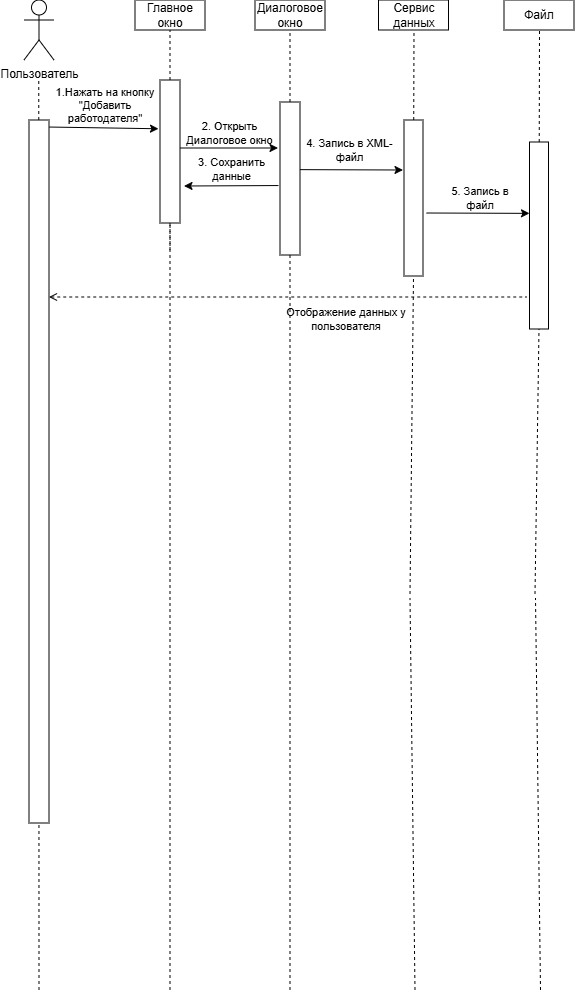 Пользователь
Главное
окно
Диалоговое
окно
Сервис
данных
Файл
1.Нажать на кнопку
"Добавить
работодателя"
2. Открыть
Диалоговое окно
3. Сохранить
данные
4. Запись в XML-
файл
5. Запись в
файл
Отображение данных у
пользователя